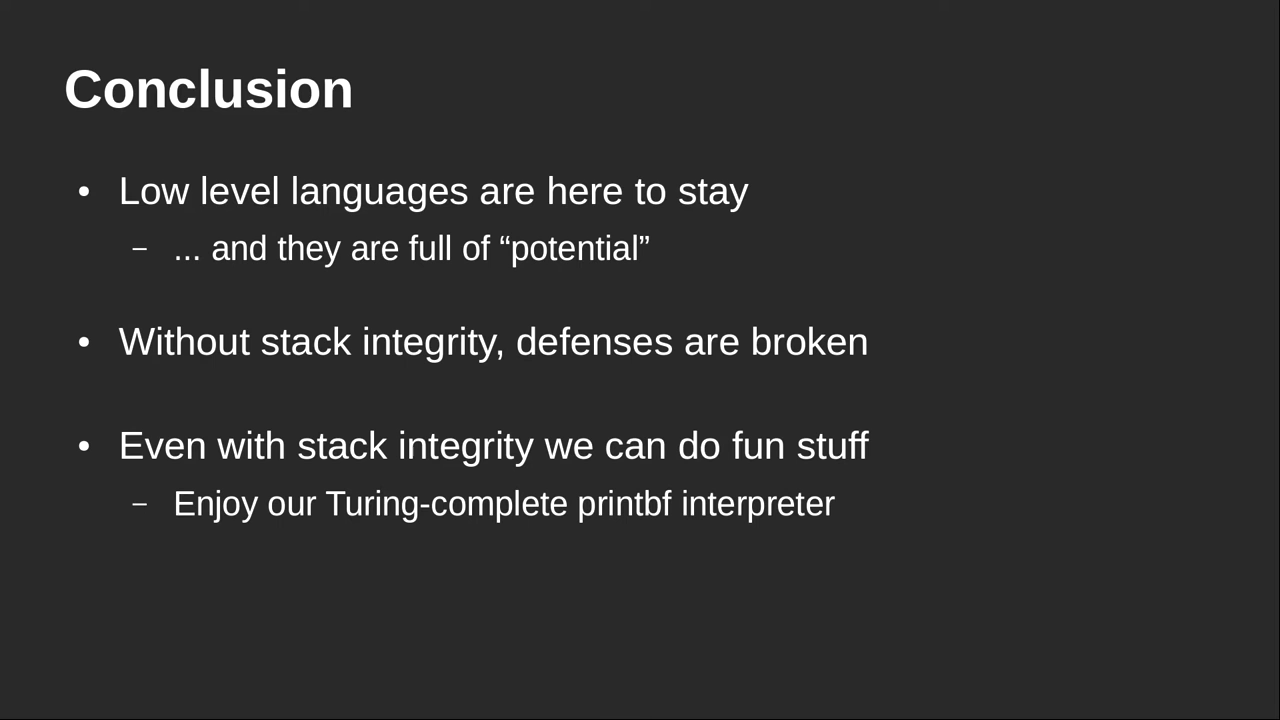 Conclusion
• Low level languages are here to stay
– ... and they are full of “potential”
• Without stack integrity, defenses are broken
• Even with stack integrity we can do fun stuff
– Enjoy our Turing-complete printbf interpreter